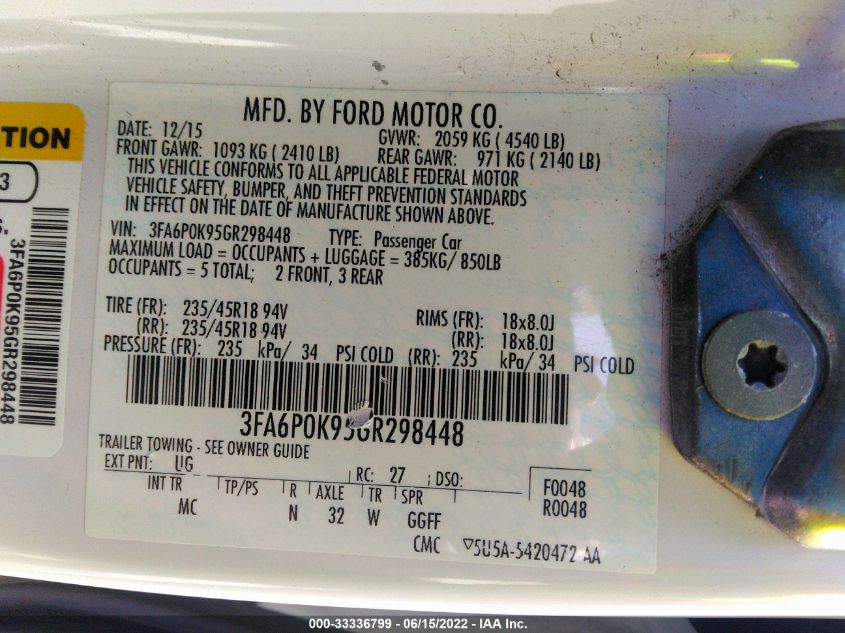 MFD. BY FORD MOTOR CO.
DATE: 12/15
GVWR: 2059 KG ( 4540 LB)
FRONT GAWR: 1093 KG ( 2410 LB)
REAR GAWR: 971 KG ( 2140 LB)
THIS VEHICLE CONFORMS TO ALL APPLICABLE FEDERAL MOTOR
VEHICLE SAFETY, BUMPER, AND THEFT PREVENTION STANDARDS
IN EFFECT ON THE DATE OF MANUFACTURE SHOWN ABOVE.
VIN: 3FA6P0K95GR298448 TYPE: Passenger Car
MAXIMUM LOAD = OCCUPANTS + LUGGAGE = 385KG/ 850LB
OCCUPANTS = 5 TOTAL; 2 FRONT, 3 REAR
TIRE (FR): 235/45R18 94V RIMS (FR): 18x8.0J
(RR): 235/45R18 94V (RR): 18x8.0J
PRESSURE (FR): 235 kPa/ 34 PSI COLD (RR): 235 kPa/ 34 PSI COLD
3FA6P0K95GR298448
TRAILER TOWING - SEE OWNER GUIDE
EXT PNT: UG RC: 27 DSO:
INT TR TP/PS R AXLE TR SPR F0048
MC N 32 W GGFF R0048
CMC ▽5U5A-5420472-AA
TION
3
3FA6P0K95GR298448
000-33336799 - 06/15/2022 - IAA Inc.